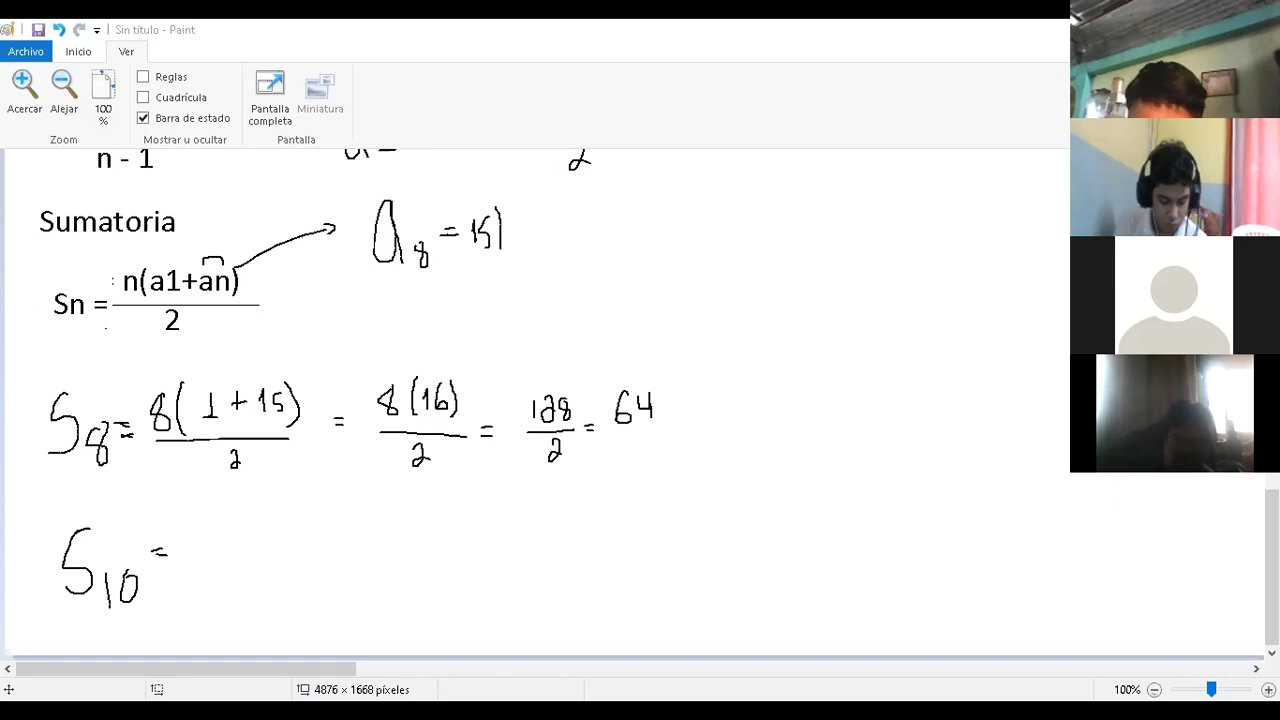 Sin título - Paint
Archivo Inicio Ver
Acercar Alejar 100 % Reglas Cuadrícula Barra de estado Pantalla completa Miniatura
Zoom Mostrar u ocultar Pantalla
n - 1
2
Sumatoria
a8 = 15
Sn = n(a1+an)
2
S8 = 8(1+15) = 8(16) = 128 = 64
2 2 2
S10 =
4876 × 1668 píxeles 100%